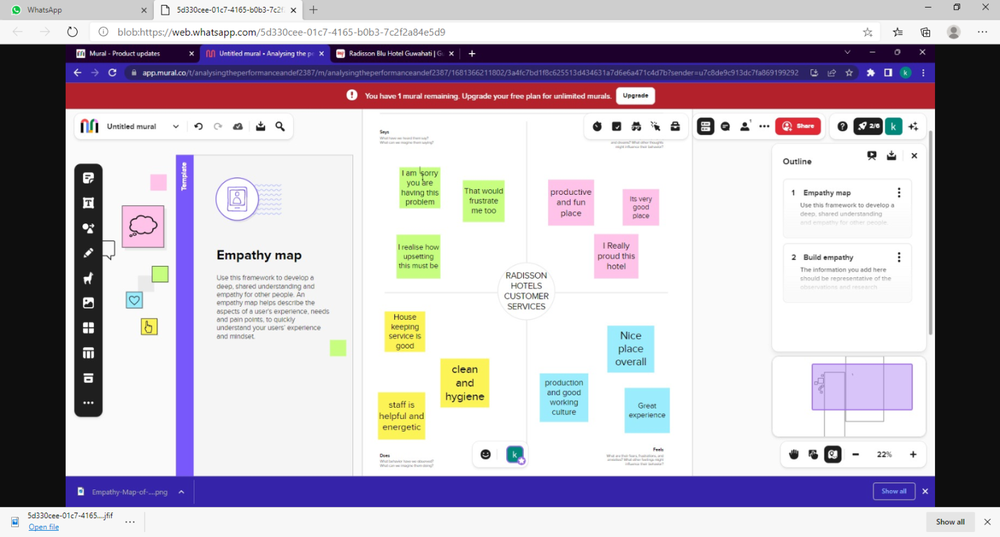 WhatsApp
5d330cee-01c7-4165-b0b3-7c2f
blob:https://web.whatsapp.com/5d330cee-01c7-4165-b0b3-7c2f2a84e5d9
Mural - Product updates
Untitled mural • Analysing the pe
Radisson Blu Hotel Guwahati | Gu
app.mural.co/t/analysingtheperformanceandef2387/m/analysingtheperformanceandef2387/1681366211802/3a4fc7bd1f8c625513d434631a7d6e6a471c4d7b?sender=u7c8de9c913dc7fa869199292
k
You have 1 mural remaining. Upgrade your free plan for unlimited murals.
Upgrade
Untitled mural
1
Share
2/6
k
Template
Empathy map
Use this framework to develop a
deep, shared understanding and
empathy for other people. An
empathy map helps describe the
aspects of a user's experience, needs
and pain points, to quickly
understand your users' experience
and mindset.
Says
What have we heard them say?
What can we imagine them saying?
and dreams? What other thoughts
might influence their behavior?
I am sorry
you are
having this
problem
That would
frustrate
me too
I realise how
upsetting
this must be
productive
and fun
place
Its very
good
place
I Really
proud this
hotel
RADISSON
HOTELS
CUSTOMER
SERVICES
House
keeping
service is
good
clean
and
hygiene
staff is
helpful and
energetic
Nice
place
overall
production
and good
working
culture
Great
experience
Does
What behavior have we observed?
What can we imagine them doing?
Feels
What are their fears, frustrations, and
anxieties? What other feelings might
influence their behavior?
k
Outline
1 Empathy map
Use this framework to develop a
deep, shared understanding
and empathy for other people.
2 Build empathy
The information you add here
should be representative of the
observations and research
22%
Empathy-Map-of-....png
Show all
5d330cee-01c7-4165....jfif
Open file
Show all